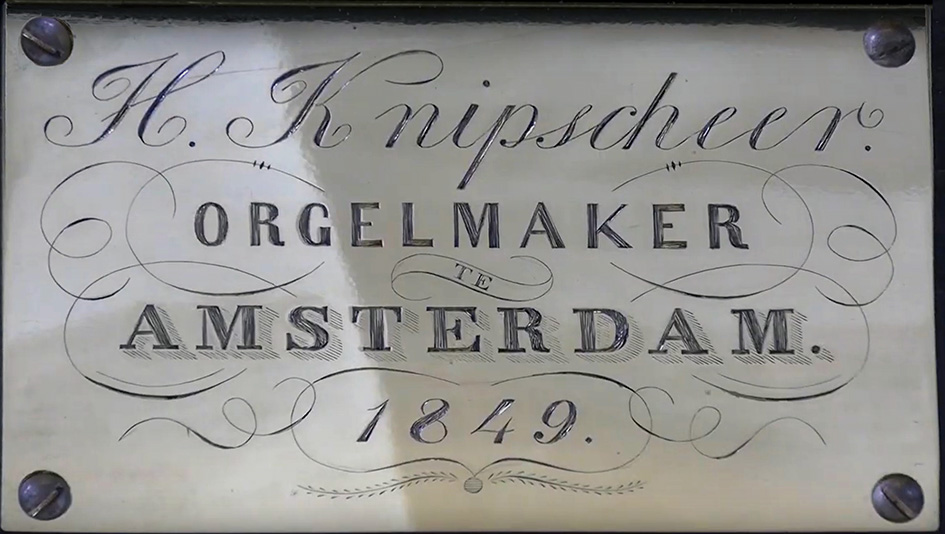 H. Knipscheer.
ORGELMAKER
TE
AMSTERDAM.
1849.